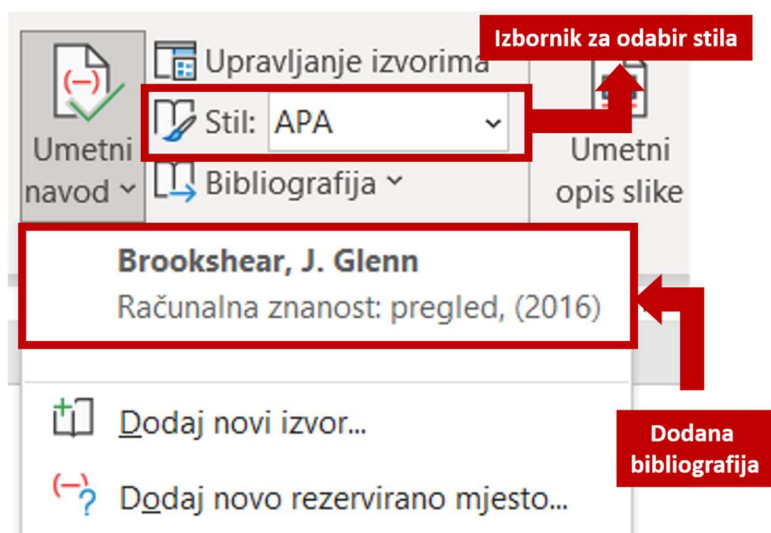 Izbornik za odabir stila
Upravljanje izvorima
Stil: APA
Umetni
navod
Bibliografija
Umetni
opis slike
Brookshear, J. Glenn
Računalna znanost: pregled, (2016)
Dodaj novi izvor...
Dodaj novo rezervirano mjesto...
Dodana
bibliografija